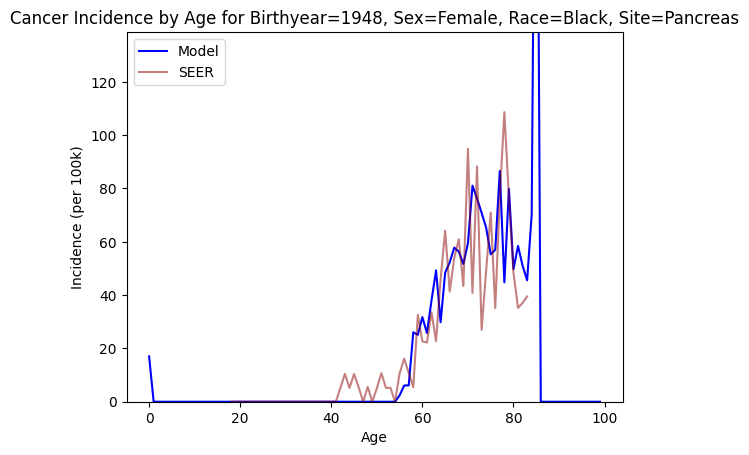 Cancer Incidence by Age for Birthyear=1948, Sex=Female, Race=Black, Site=Pancreas
Model
SEER
Incidence (per 100k)
120
100
80
60
40
20
0
0 20 40 60 80 100
Age